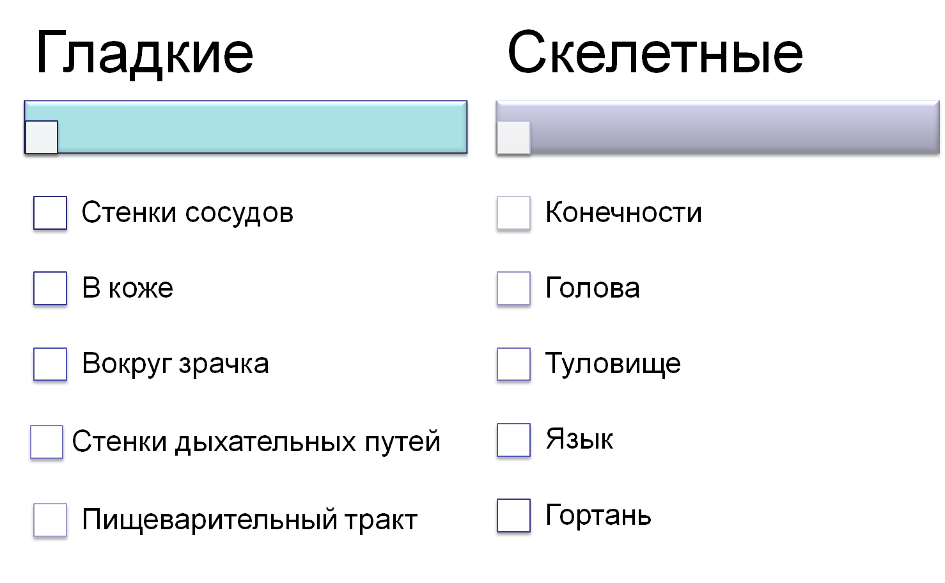 Гладкие
Стенки сосудов
В коже
Вокруг зрачка
Стенки дыхательных путей
Пищеварительный тракт
Скелетные
Конечности
Голова
Туловище
Язык
Гортань